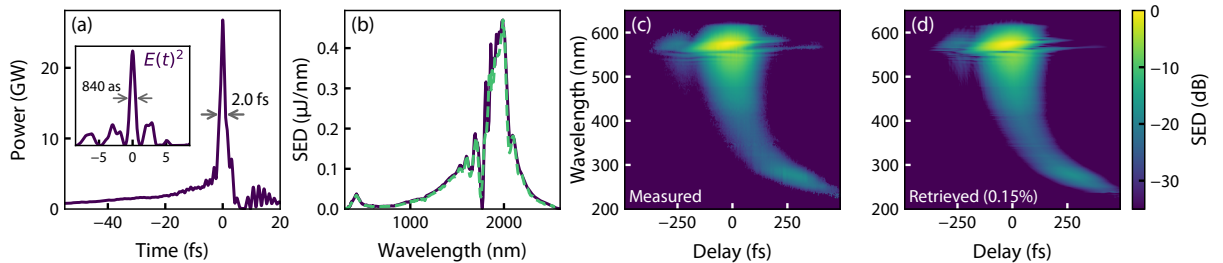 (a)
E(t)²
840 as
−5 0 5
2.0 fs
0
10
20
Power (GW)
−40 −20 0 20
Time (fs)
(b)
0.0
0.1
0.2
0.3
0.4
SED (µJ/nm)
1000 2000
Wavelength (nm)
(c)
Measured
200
300
400
500
600
Wavelength (nm)
−250 0 250
Delay (fs)
(d)
Retrieved (0.15%)
200
300
400
500
600
−250 0 250
Delay (fs)
0
−10
−20
−30
SED (dB)